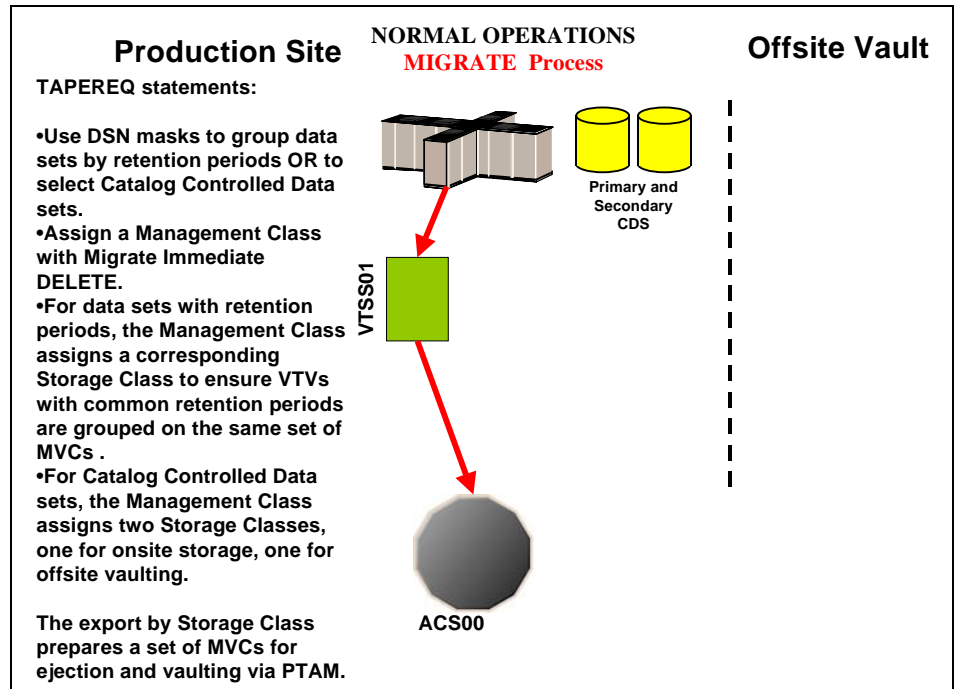 Production Site
NORMAL OPERATIONS
MIGRATE Process
Offsite Vault
TAPEREQ statements:
•Use DSN masks to group data
sets by retention periods OR to
select Catalog Controlled Data
sets.
•Assign a Management Class
with Migrate Immediate
DELETE.
•For data sets with retention
periods, the Management Class
assigns a corresponding
Storage Class to ensure VTVs
with common retention periods
are grouped on the same set of
MVCs .
•For Catalog Controlled Data
sets, the Management Class
assigns two Storage Classes,
one for onsite storage, one for
offsite vaulting.
The export by Storage Class
prepares a set of MVCs for
ejection and vaulting via PTAM.
Primary and
Secondary
CDS
VTSS01
ACS00